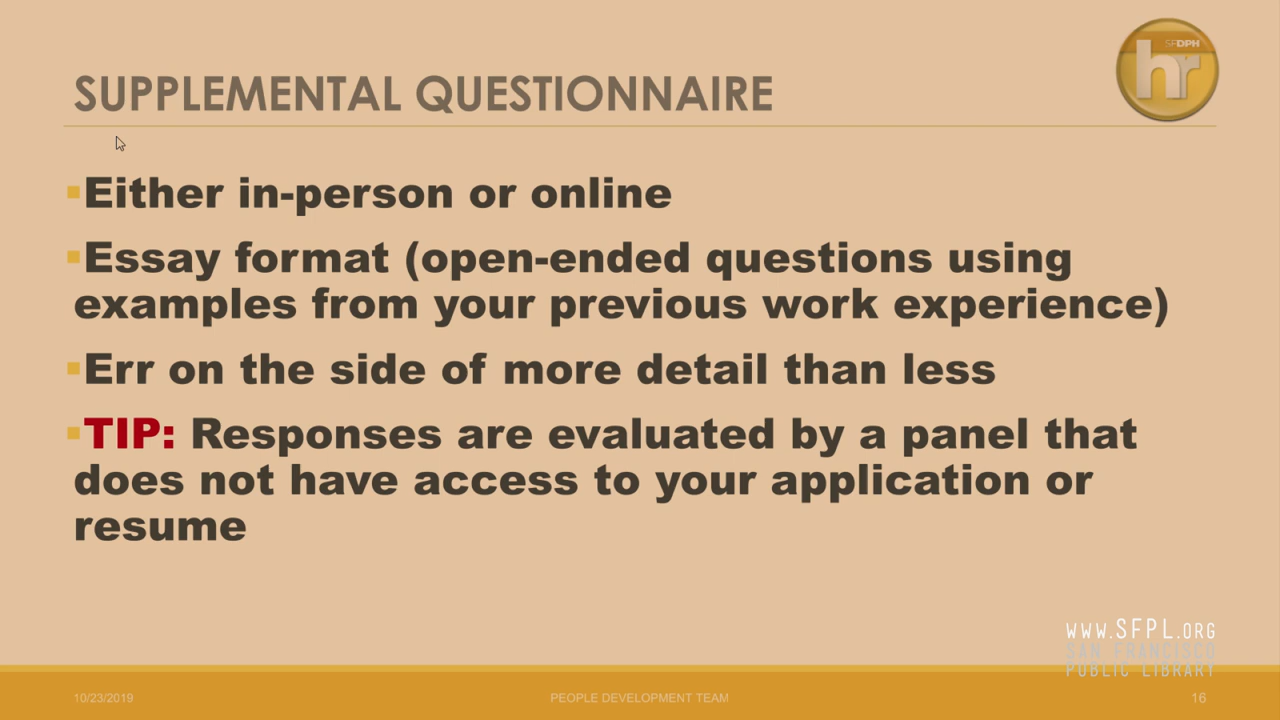 SFDPH
hr
SUPPLEMENTAL QUESTIONNAIRE
▪Either in-person or online
▪Essay format (open-ended questions using
examples from your previous work experience)
▪Err on the side of more detail than less
▪TIP: Responses are evaluated by a panel that
does not have access to your application or
resume
WWW.SFPL.ORG
SAN FRANCISCO
PUBLIC LIBRARY
10/23/2019 PEOPLE DEVELOPMENT TEAM 16